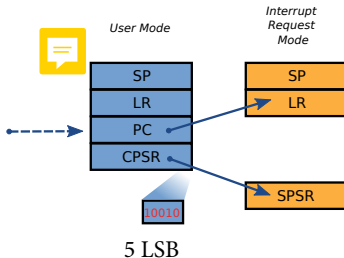 User Mode
Interrupt
Request
Mode
SP
LR
PC
CPSR
SP
LR
SPSR
10010
5 LSB